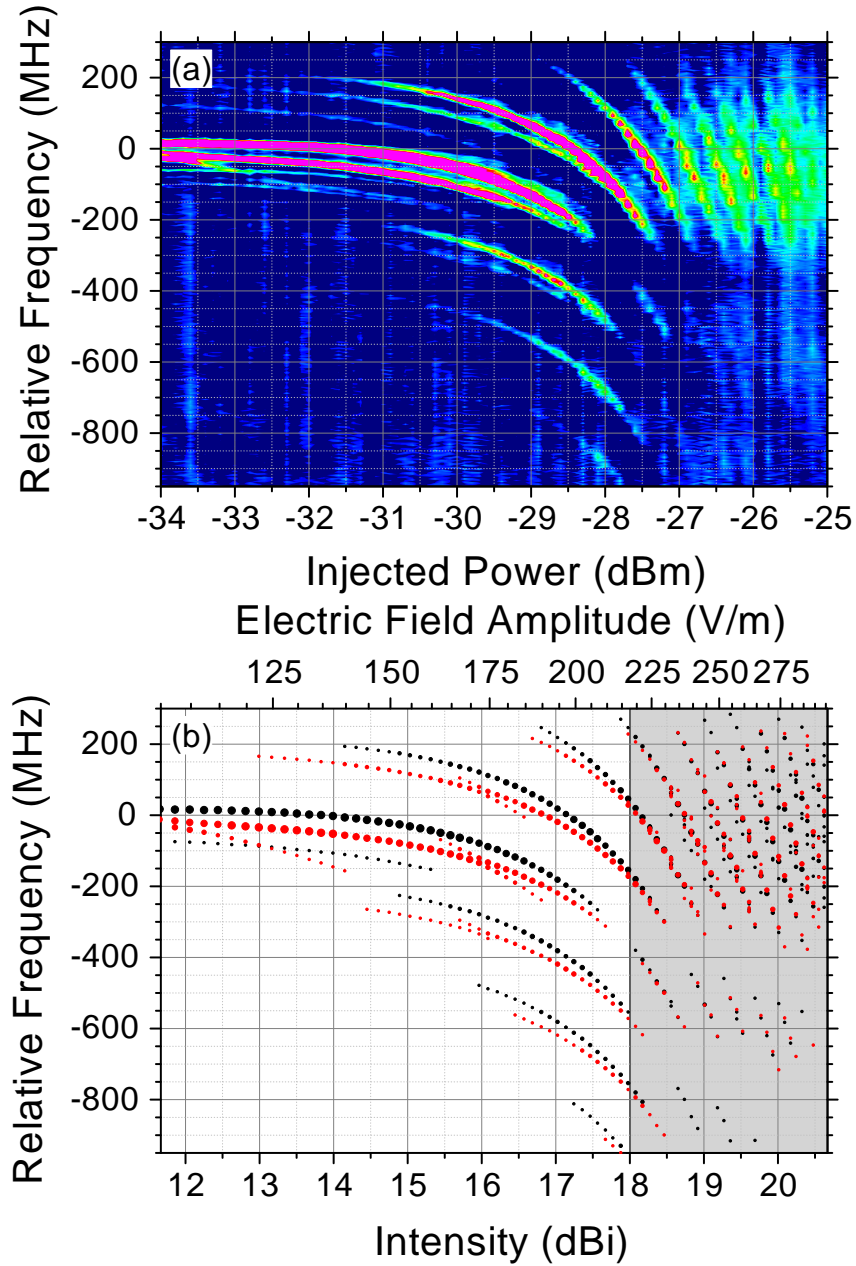 Relative Frequency (MHz)
(a)
200
0
-200
-400
-600
-800
-34 -33 -32 -31 -30 -29 -28 -27 -26 -25
Injected Power (dBm)
Electric Field Amplitude (V/m)
125 150 175 200 225 250 275
Relative Frequency (MHz)
(b)
200
0
-200
-400
-600
-800
12 13 14 15 16 17 18 19 20
Intensity (dBi)